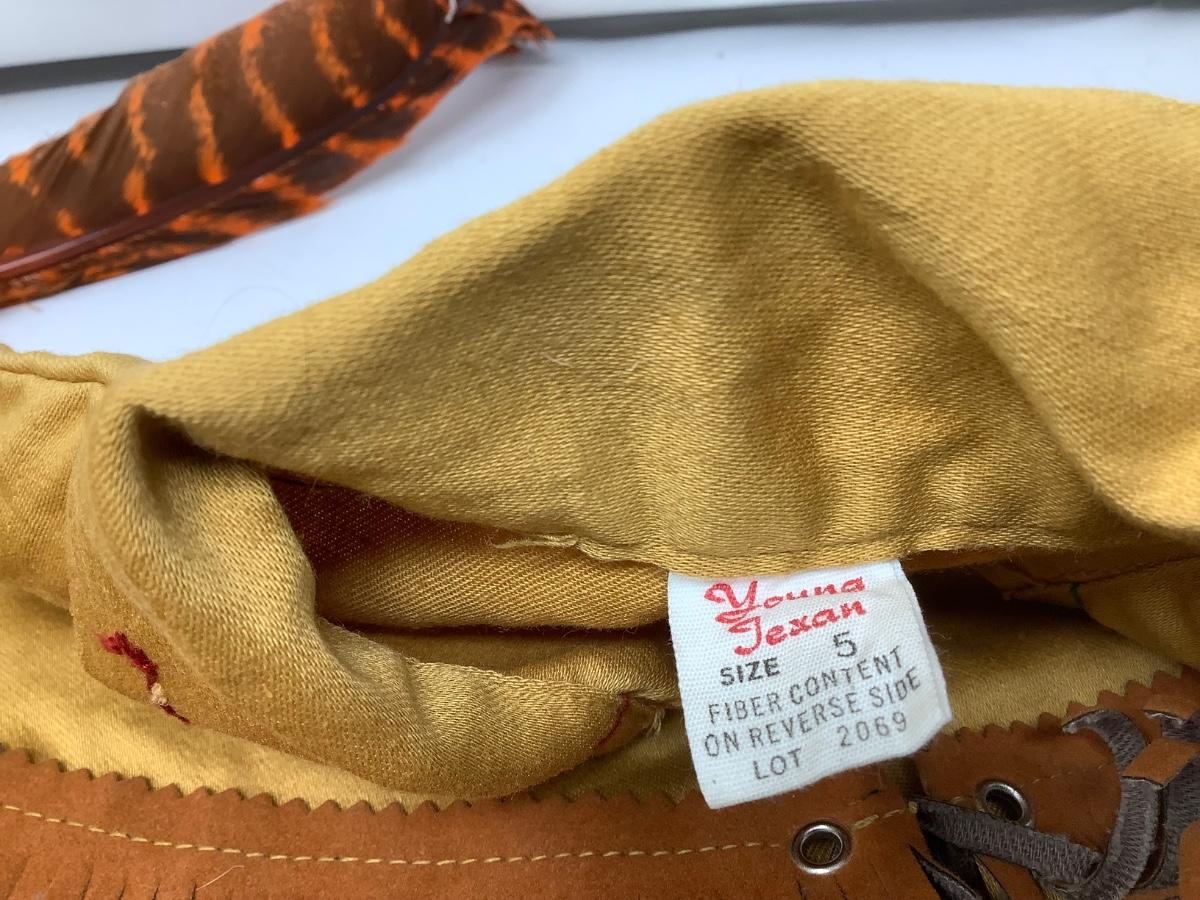 Young
Texan
SIZE 5
FIBER CONTENT
ON REVERSE SIDE
LOT 2069